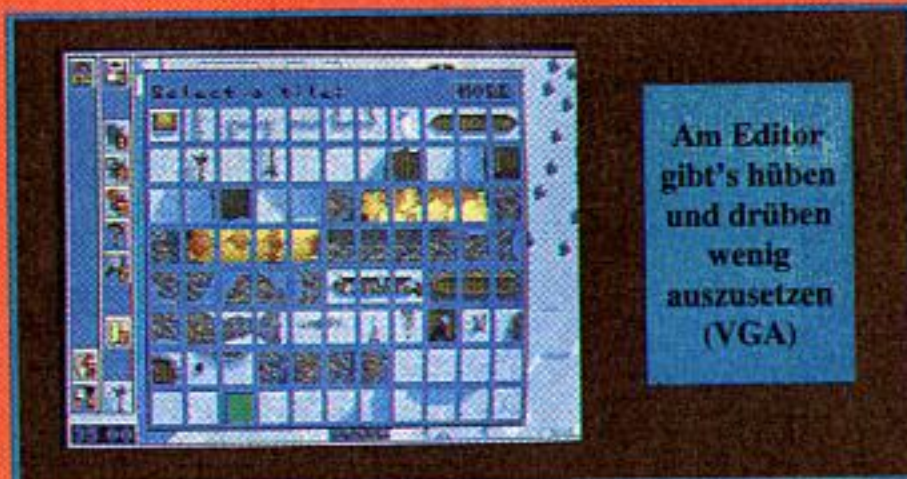 Select a tile:
Am Editor
gibt's hüben
und drüben
wenig
auszusetzen
(VGA)